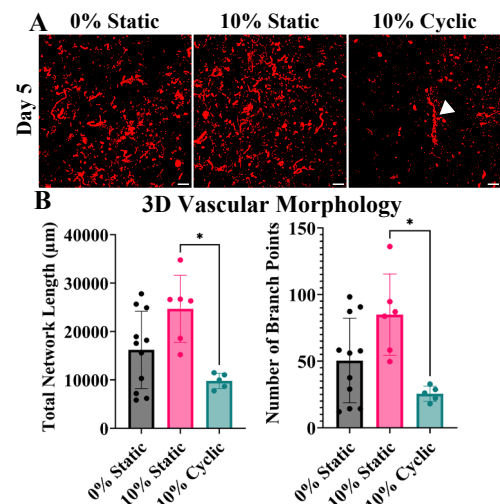 A
0% Static
10% Static
10% Cyclic
Day 5
B
3D Vascular Morphology
Total Network Length (µm)
40000
30000
20000
10000
0
*
0% Static
10% Static
10% Cyclic
Number of Branch Points
150
100
50
0
*
0% Static
10% Static
10% Cyclic